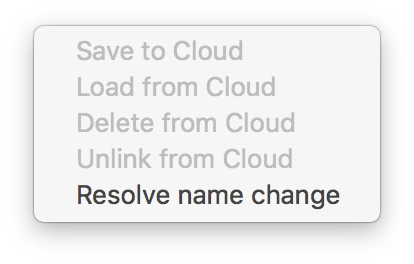 Save to Cloud
Load from Cloud
Delete from Cloud
Unlink from Cloud
Resolve name change